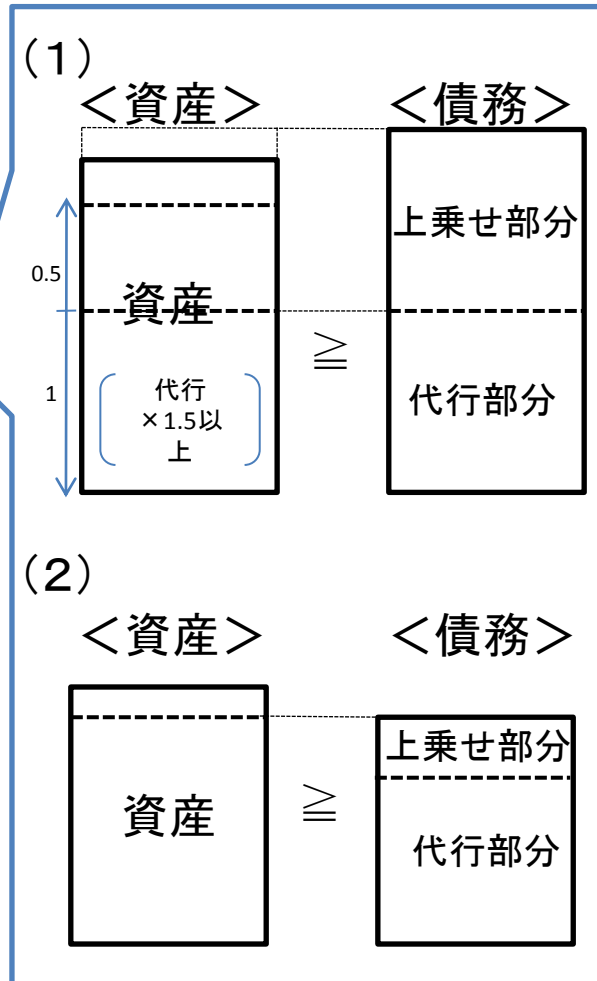 (1)
＜資産＞
＜債務＞
上乗せ部分
0.5
資産
≧
1
代行
×1.5以
上
代行部分
(2)
＜資産＞
＜債務＞
上乗せ部分
資産
≧
代行部分